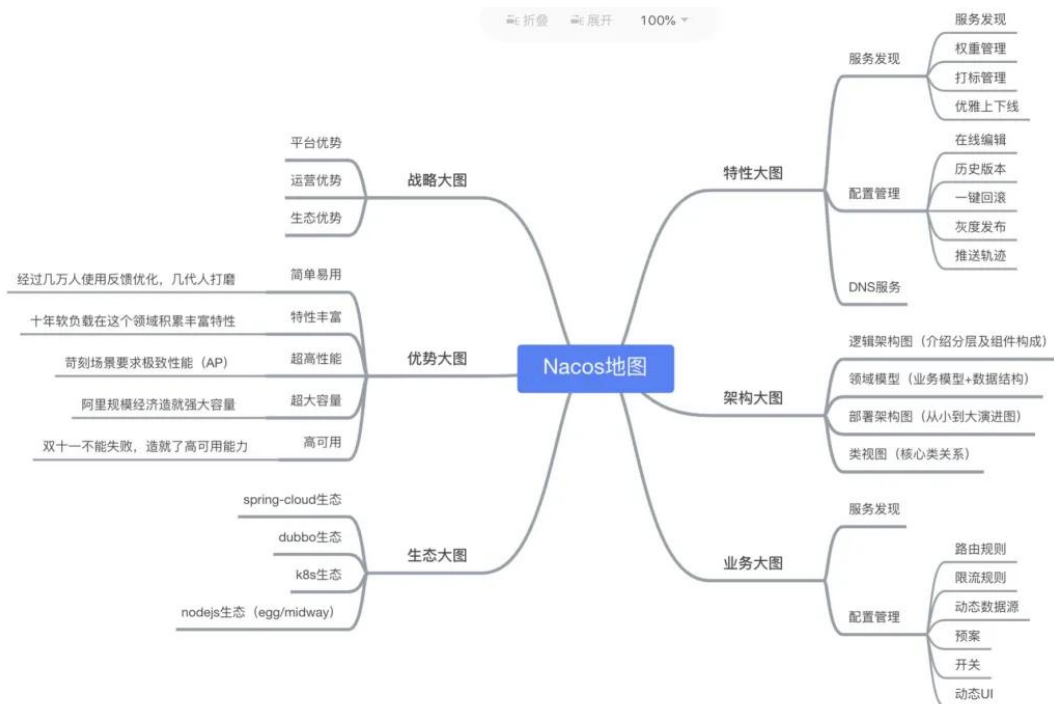 折叠
展开
100%
Nacos地图
战略大图
平台优势
运营优势
生态优势
优势大图
简单易用
经过几万人使用反馈优化，几代人打磨
特性丰富
十年软负载在这个领域积累丰富特性
超高性能
苛刻场景要求极致性能（AP）
超大容量
阿里规模经济造就强大容量
高可用
双十一不能失败，造就了高可用能力
生态大图
spring-cloud生态
dubbo生态
k8s生态
nodejs生态（egg/midway）
特性大图
服务发现
服务发现
权重管理
打标管理
优雅上下线
配置管理
在线编辑
历史版本
一键回滚
灰度发布
推送轨迹
DNS服务
架构大图
逻辑架构图（介绍分层及组件构成）
领域模型（业务模型+数据结构）
部署架构图（从小到大演进图）
类视图（核心类关系）
业务大图
服务发现
配置管理
路由规则
限流规则
动态数据源
预案
开关
动态UI